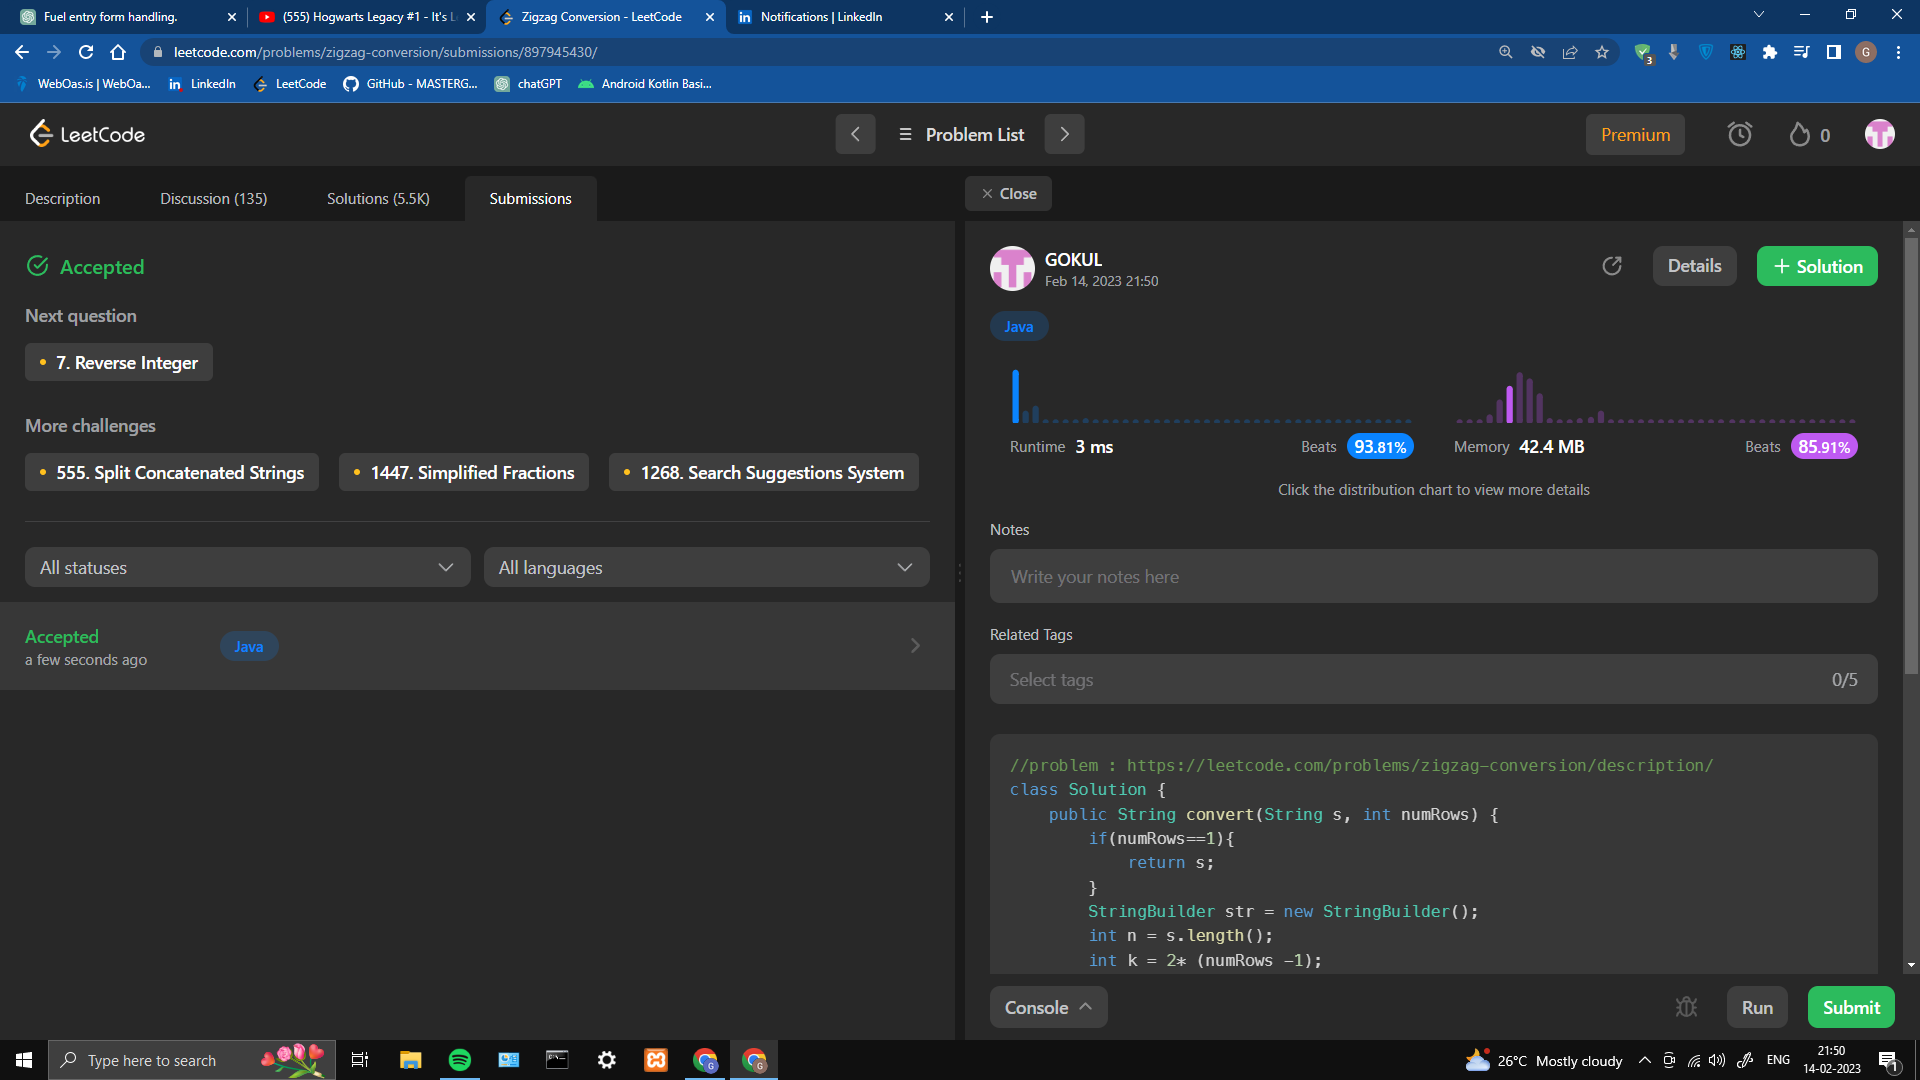 Fuel entry form handling.
(555) Hogwarts Legacy #1 - It's L
Zigzag Conversion - LeetCode
Notifications | LinkedIn
leetcode.com/problems/zigzag-conversion/submissions/897945430/
3
G
WebOas.is | WebOa...
LinkedIn
LeetCode
GitHub - MASTERG...
chatGPT
Android Kotlin Basi...
LeetCode
Problem List
Premium
0
Description
Discussion (135)
Solutions (5.5K)
Submissions
Close
Accepted
Next question
7. Reverse Integer
More challenges
555. Split Concatenated Strings
1447. Simplified Fractions
1268. Search Suggestions System
All statuses
All languages
Accepted
a few seconds ago
Java
GOKUL
Feb 14, 2023 21:50
Details
+ Solution
Java
Runtime 3 ms
Beats 93.81%
Memory 42.4 MB
Beats 85.91%
Click the distribution chart to view more details
Notes
Write your notes here
Related Tags
Select tags
0/5
//problem : https://leetcode.com/problems/zigzag-conversion/description/
class Solution {
public String convert(String s, int numRows) {
if(numRows==1){
return s;
}
StringBuilder str = new StringBuilder();
int n = s.length();
int k = 2* (numRows -1);
Console
Run
Submit
Type here to search
G
G
26°C Mostly cloudy
ENG
21:50
14-02-2023
1